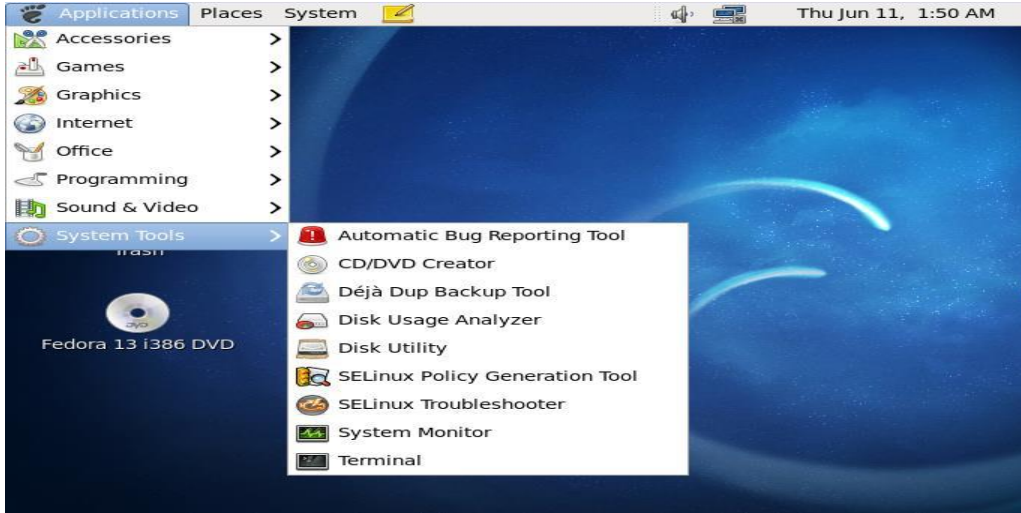 Applications Places System Thu Jun 11, 1:50 AM
Accessories
Games
Graphics
Internet
Office
Programming
Sound & Video
System Tools
Automatic Bug Reporting Tool
CD/DVD Creator
Déjà Dup Backup Tool
Disk Usage Analyzer
Disk Utility
SELinux Policy Generation Tool
SELinux Troubleshooter
System Monitor
Terminal
Trash
DVD
Fedora 13 i386 DVD